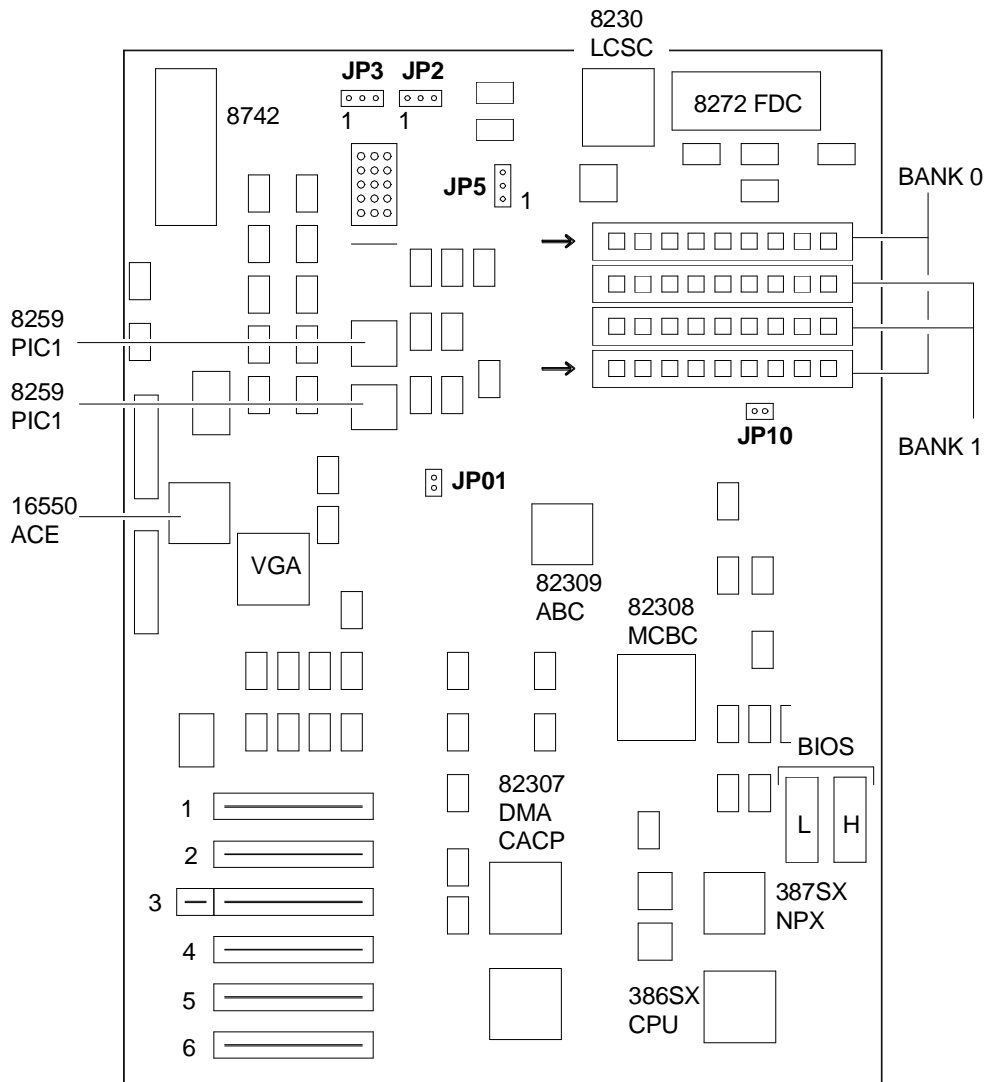 8230
LCSC
JP3
JP2
8742
8272 FDC
1
1
JP5
1
BANK 0
8259
PIC1
8259
PIC1
JP10
BANK 1
JP01
16550
ACE
VGA
82309
ABC
82308
MCBC
BIOS
L
H
82307
DMA
CACP
1
2
3
4
5
6
387SX
NPX
386SX
CPU